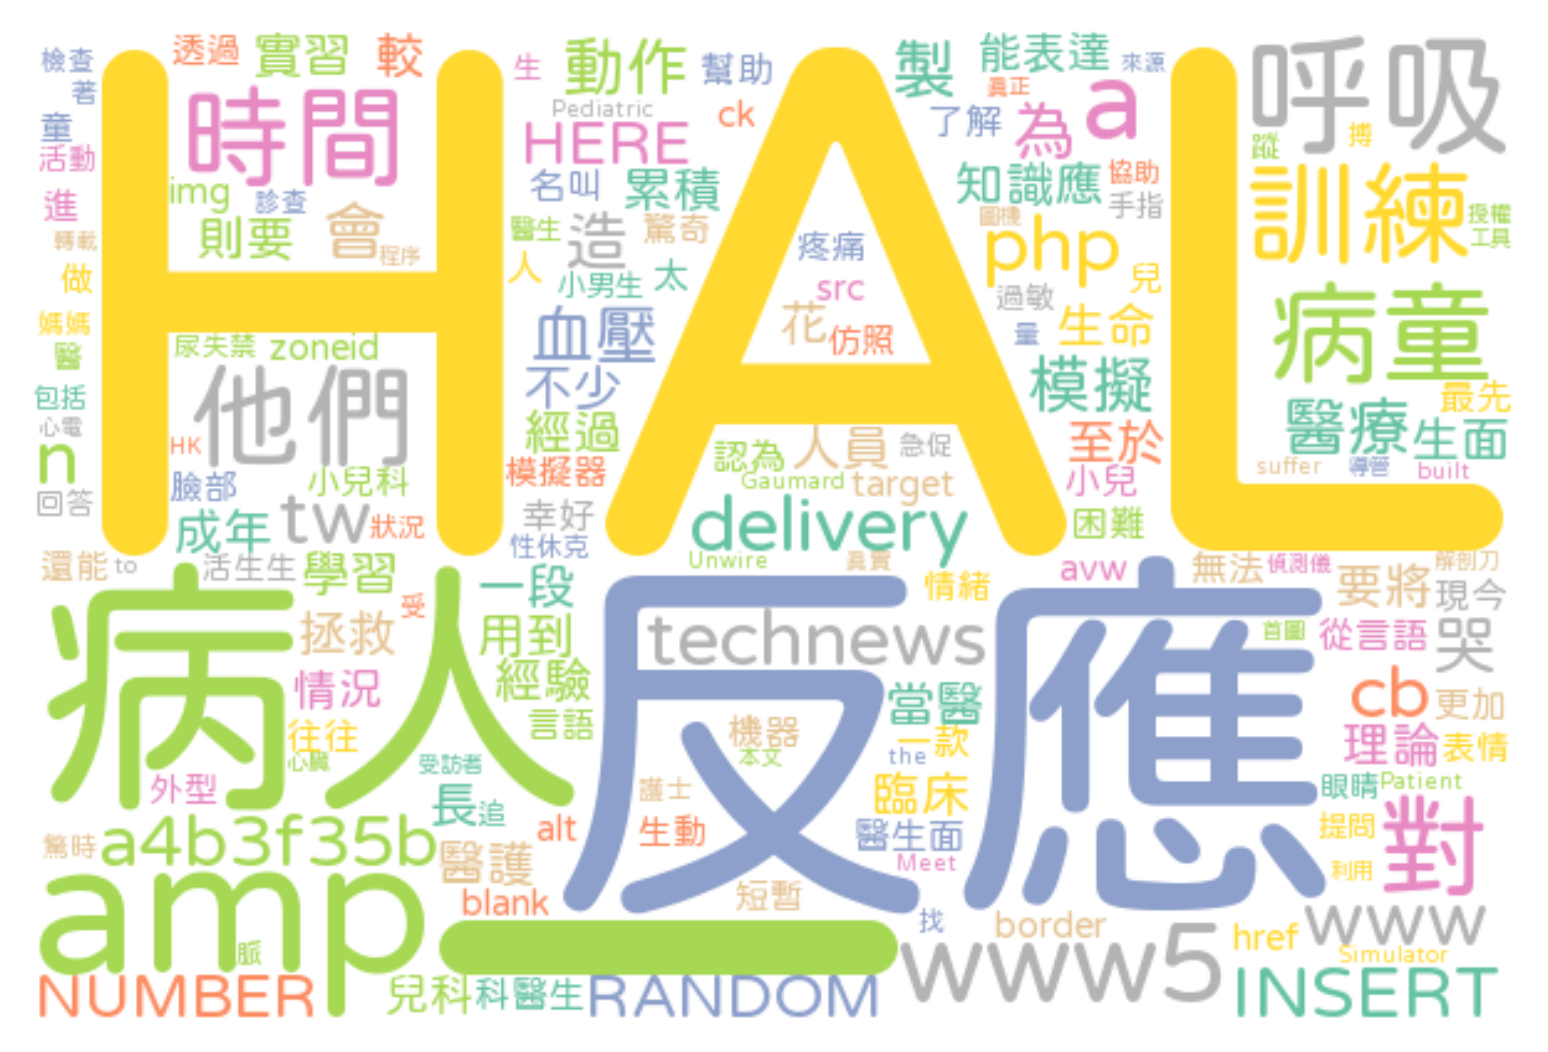 檢查 透過 實習 較 生 動作 幫助 製 能表達 來源 呼吸
著 時間 Pediatric ck 真正 a 搏
童 HERE 了解 為 蹤
活動 img 診查 名叫 累積 知識應 協助 訓練
進 則要 會 醫生 造 驚奇 圖機 手指 授權
轉載 程序 人 疼痛 php 工具
做 小男生 太 src 過敏 兒 病童
媽媽 HAL
醫 尿失禁 zoneid 血壓 花 仿照 量 生命
包括 他們 不少 模擬 最先
心電 HK 經過 認為 人員 急促 至於 醫療 生面
n 臉部 小兒科 模擬器 Gaumard target 小兒 suffer 導管 built
回答 成年 tw 狀況 幸好 delivery 困難
還能 to 活生生 學習 性休克 Unwire 真實 avw 無法 偵測儀 解剖刀
受 一段 情緒 要將 現今
病人 拯救 用到 technews 反應 首圖 從言語 哭
情況 經驗 當醫 cb 更加
往往 言語 機器 一款 理論 表情
心臟 受訪者 本文 the
外型 長 追 護士 臨床 眼睛 Patient
驚時 a4b3f35b alt 生動 醫生面 提問 對
amp 醫護 Meet 利用
blank 短暫 找 border www
脈 _ www5 href Simulator
NUMBER 兒科 科醫生 RANDOM INSERT